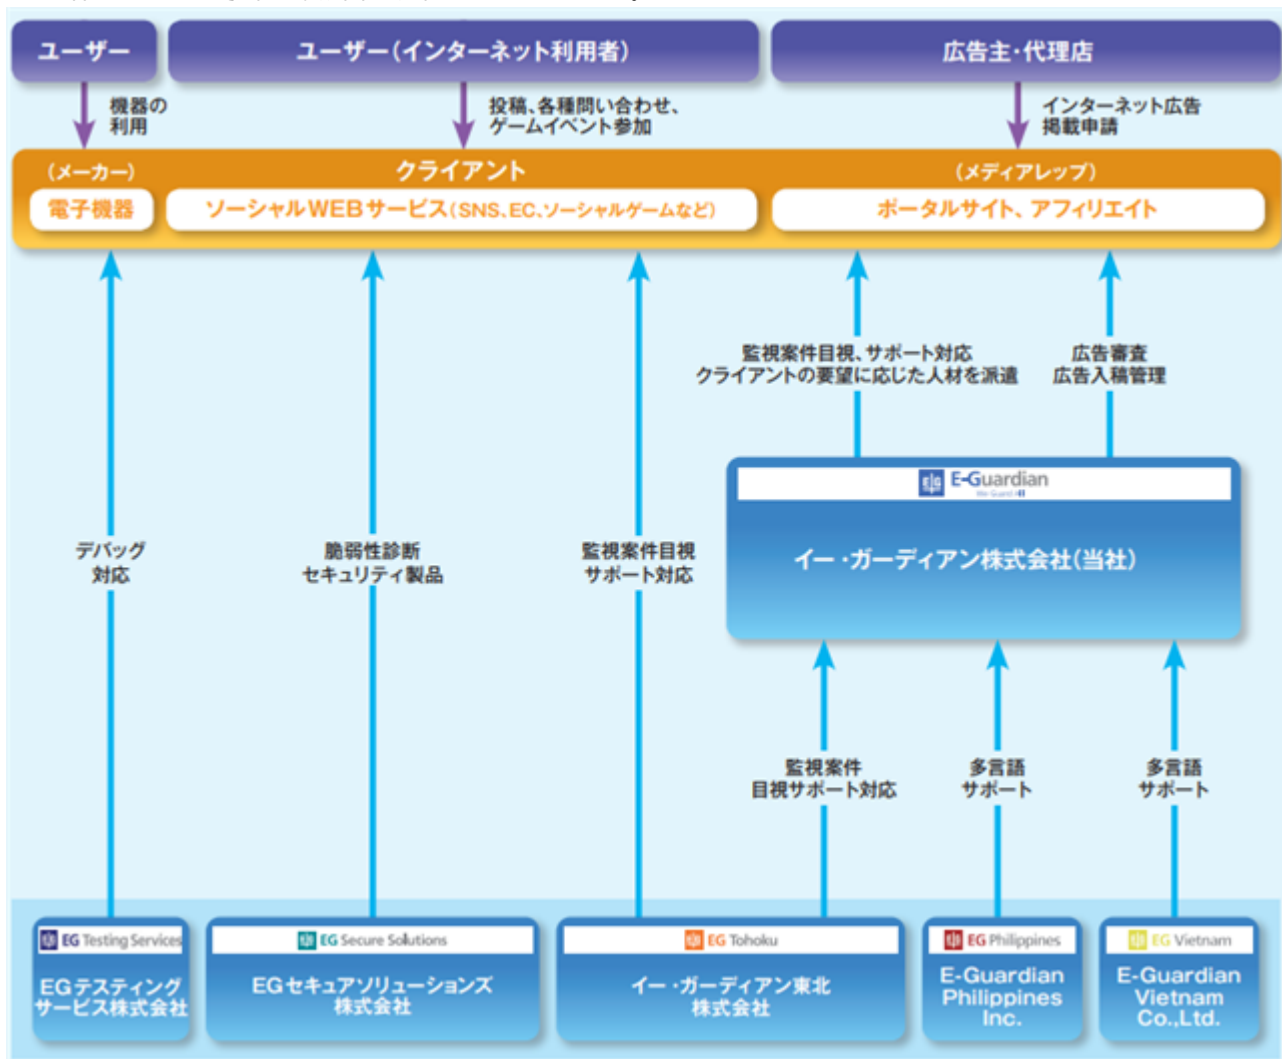 ユーザー
ユーザー(インターネット利用者)
広告主・代理店
機器の
利用
投稿、各種問い合わせ、
ゲームイベント参加
インターネット広告
掲載申請
(メーカー)
クライアント
(メディアレップ)
電子機器
ソーシャルWEBサービス(SNS、EC、ソーシャルゲームなど)
ポータルサイト、アフィリエイト
監視案件目視、サポート対応
クライアントの要望に応じた人材を派遣
広告審査
広告入稿管理
E-Guardian
We Guard All
イー・ガーディアン株式会社(当社)
デバッグ
対応
脆弱性診断
セキュリティ製品
監視案件目視
サポート対応
監視案件
目視サポート対応
多言語
サポート
多言語
サポート
EG Testing Services
EGテスティング
サービス株式会社
EG Secure Solutions
EGセキュアソリューションズ
株式会社
EG Tohoku
イー・ガーディアン東北
株式会社
EG Philippines
E-Guardian
Philippines
Inc.
EG Vietnam
E-Guardian
Vietnam
Co.,Ltd.